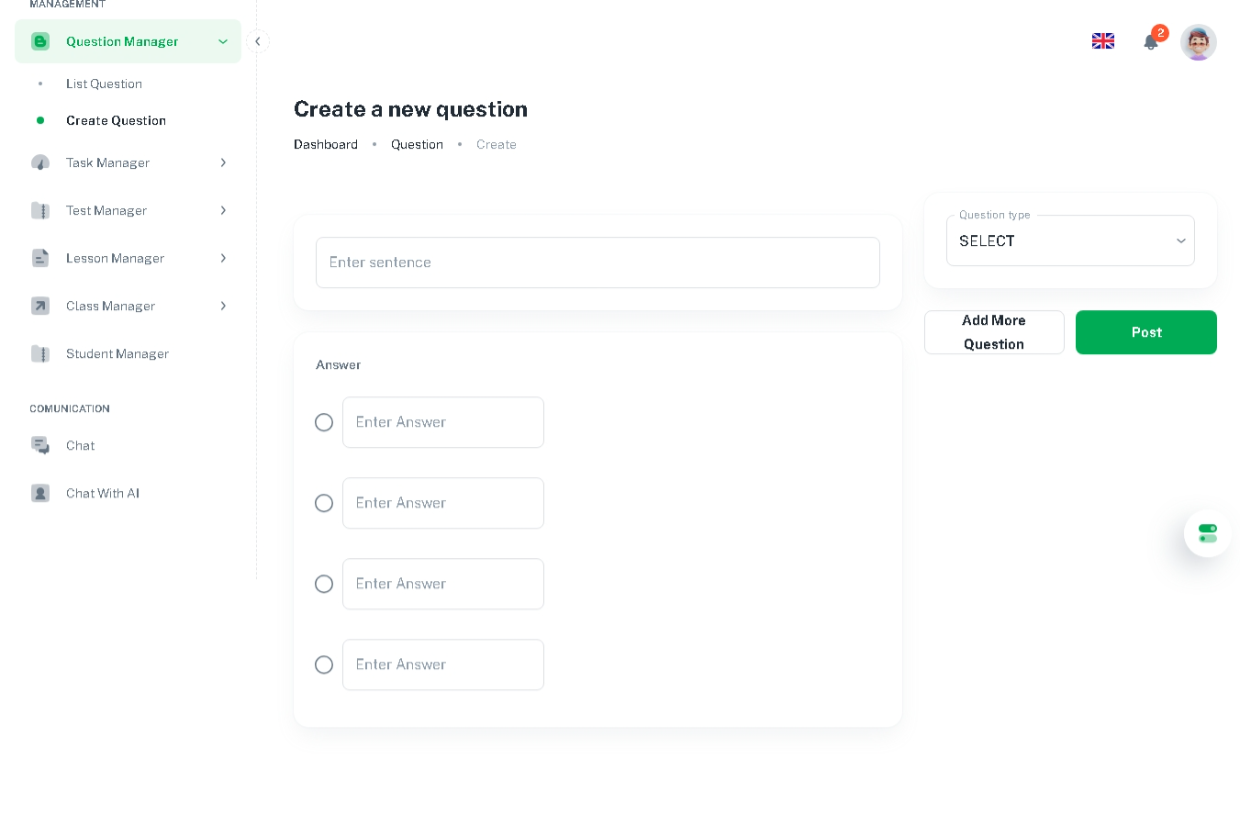 MANAGEMENT
Question Manager
List Question
Create Question
Task Manager
Test Manager
Lesson Manager
Class Manager
Student Manager
COMUNICATION
Chat
Chat With AI
2
Create a new question
Dashboard • Question • Create
Enter sentence
Answer
Enter Answer
Enter Answer
Enter Answer
Enter Answer
Question type
SELECT
Add More
Question
Post